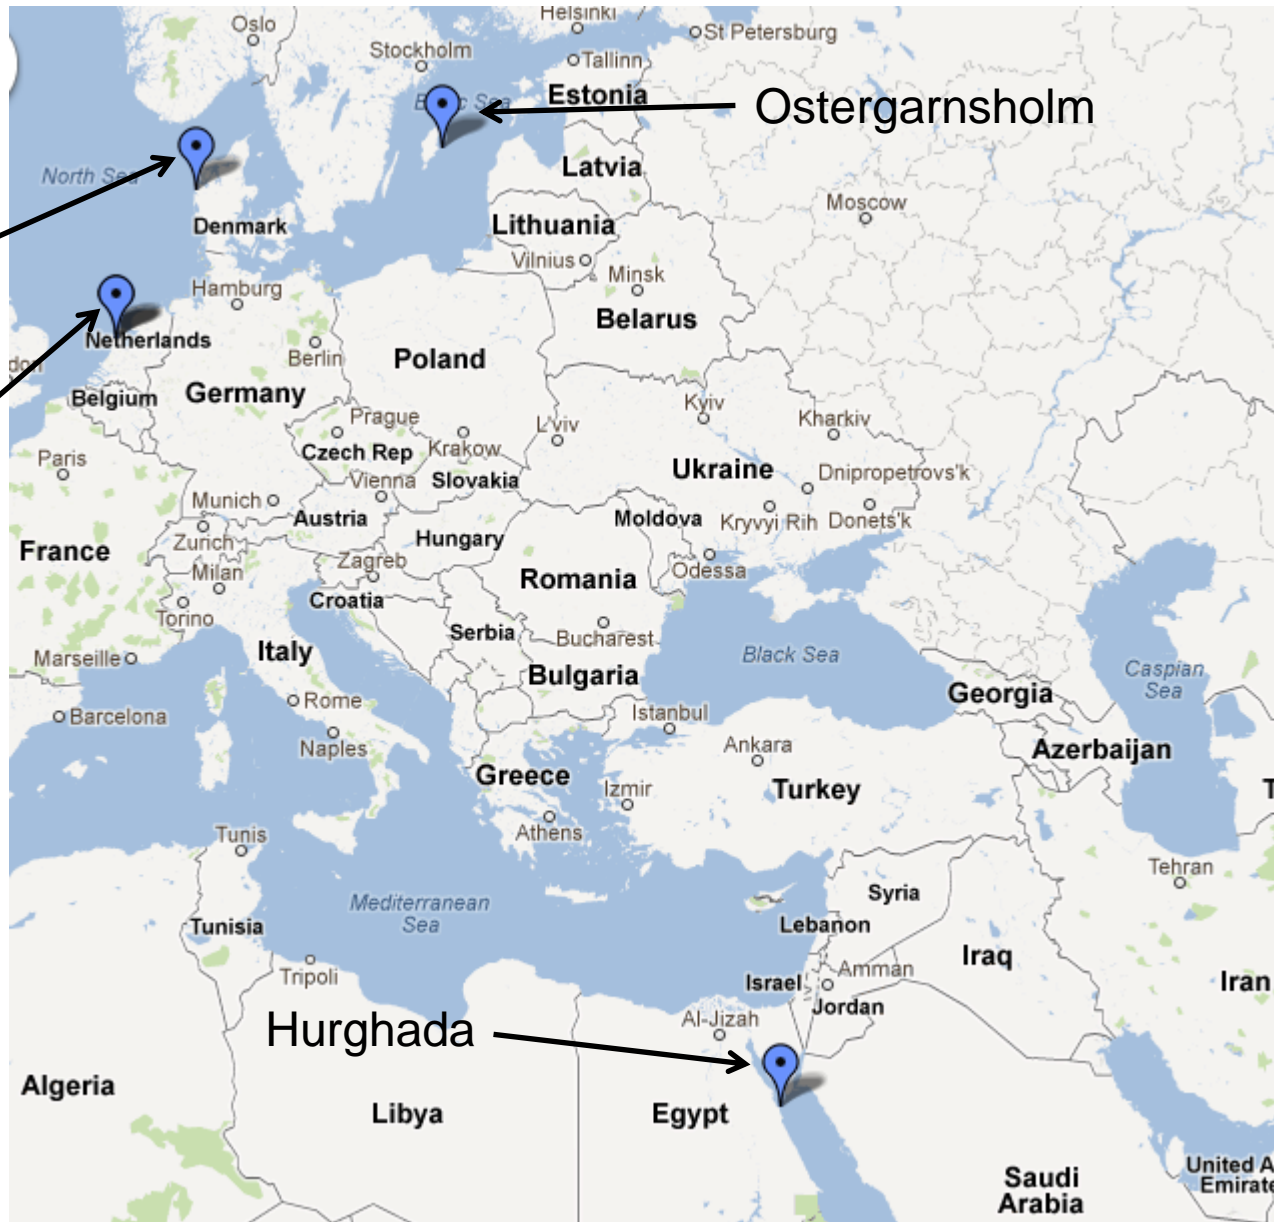 Helsinki
Oslo
St Petersburg
Stockholm
Tallinn
Estonia
Ostergarnsholm
Latvia
North Sea
Moscow
Denmark
Lithuania
Vilnius
Minsk
Hamburg
Belarus
Netherlands
Berlin
Poland
don
Belgium
Germany
Kyiv
Prague
L'viv
Kharkiv
Czech Rep
Krakow
Paris
Ukraine
Dnipropetrovs'k
Vienna
Slovakia
Munich
Austria
Moldova
Kryvyi Rih
Donets'k
Zurich
Hungary
France
Zagreb
Odessa
Milan
Romania
Croatia
Torino
Serbia
Bucharest
Italy
Marseille
Black Sea
Bulgaria
Caspian
Sea
Georgia
Rome
Barcelona
Istanbul
Naples
Ankara
Azerbaijan
Greece
Izmir
Turkey
T
Athens
Tunis
Tehran
Syria
Mediterranean
Sea
Tunisia
Lebanon
Iraq
Tripoli
Amman
Israel
Iran
Jordan
Al-Jizah
Hurghada
Algeria
Libya
Egypt
United A
Emirate
Saudi
Arabia